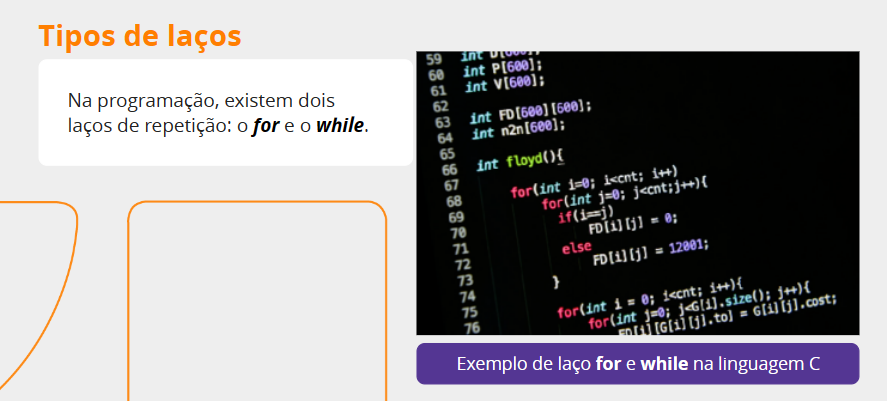 Tipos de laços
Na programação, existem dois
laços de repetição: o for e o while.
59 int D[600];
60 int P[600];
61 int V[600];
62
63 int FD[600][600];
64 int n2n[600];
65
66 int floyd(){
67 for(int i=0; i<cnt; i++)
68 for(int j=0; j<cnt;j++){
69 if(i==j)
70 FD[i][j] = 0;
71 else
72 FD[i][j] = 12001;
73 }
74
75 for(int i = 0; i<cnt; i++){
76 for(int j=0; j<G[i].size(); j++){
FD[i][G[i][j].to] = G[i][j].cost;
Exemplo de laço for e while na linguagem C